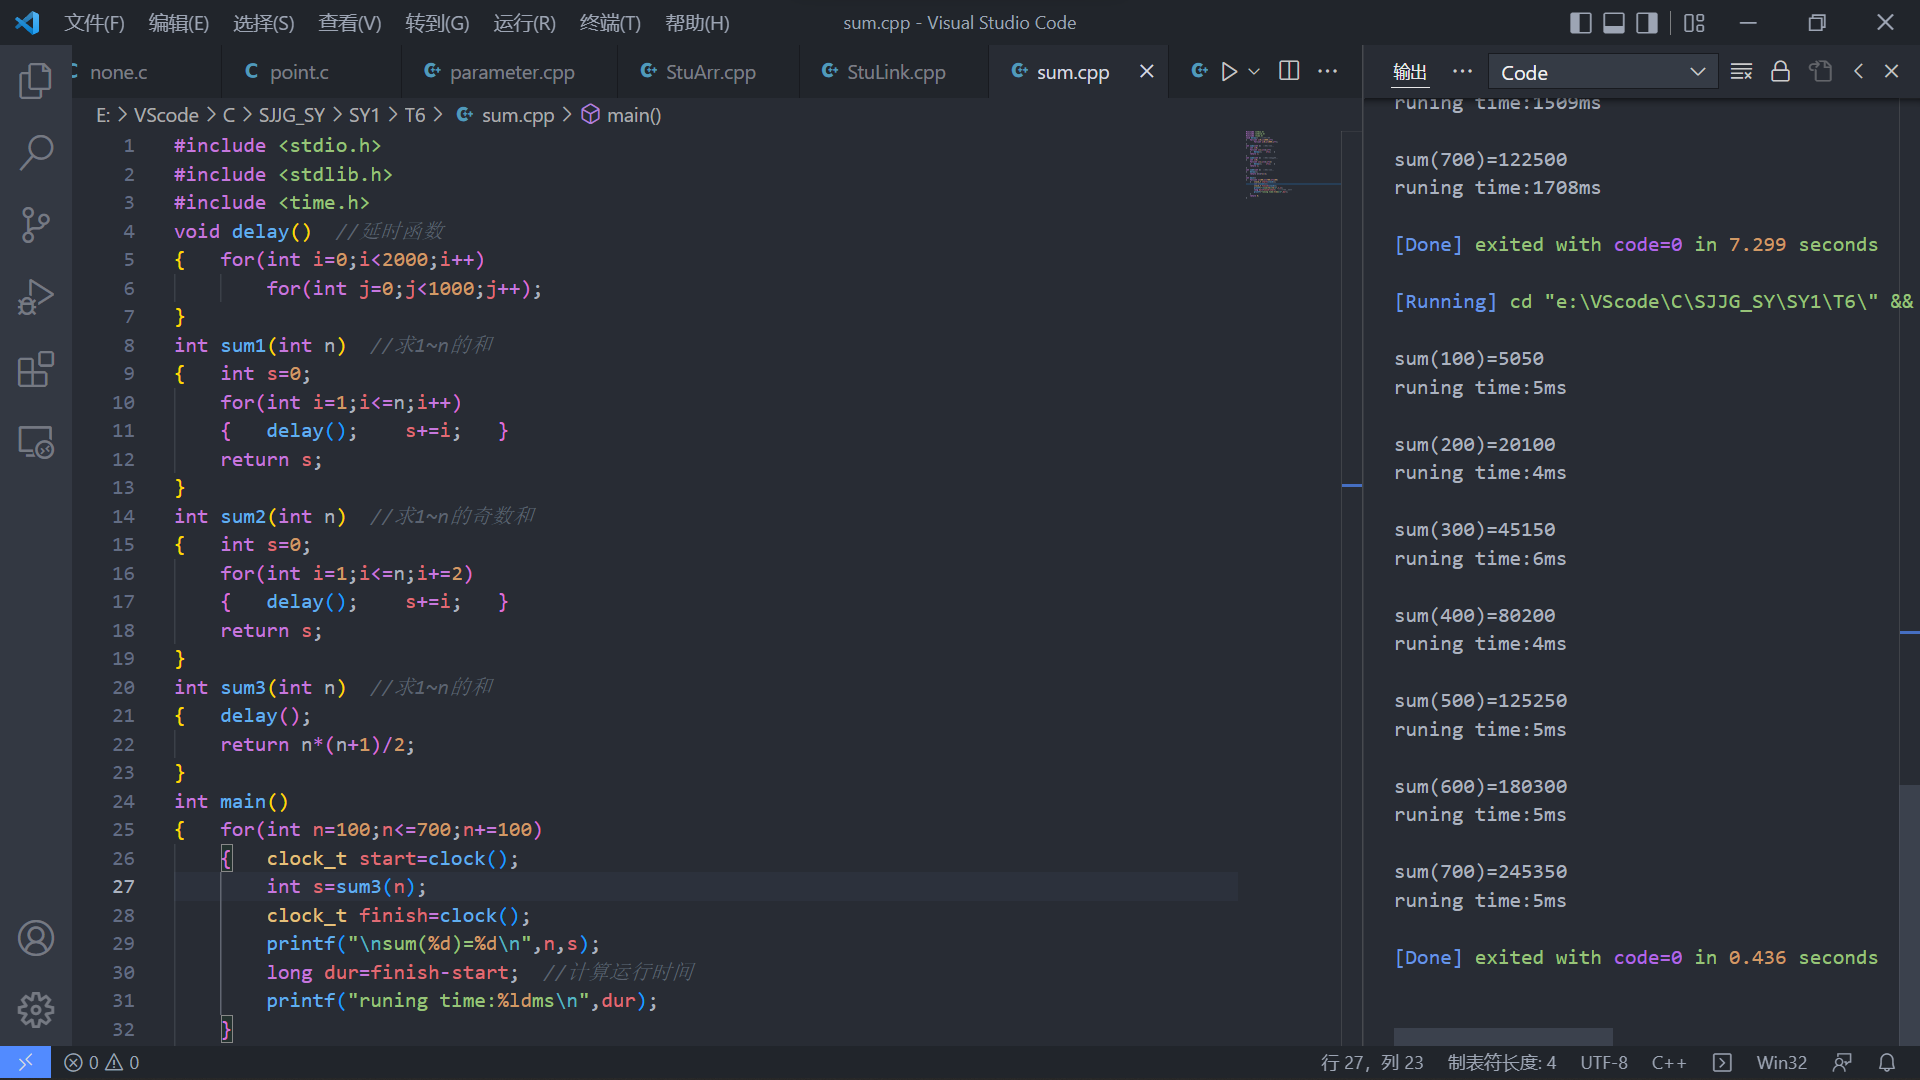 文件(F) 编辑(E) 选择(S) 查看(V) 转到(G) 运行(R) 终端(T) 帮助(H) sum.cpp - Visual Studio Code
none.c point.c parameter.cpp StuArr.cpp StuLink.cpp sum.cpp
E: > VScode > C > SJJG_SY > SY1 > T6 > sum.cpp > main()
1 #include <stdio.h>
2 #include <stdlib.h>
3 #include <time.h>
4 void delay()  //延时函数
5 {   for(int i=0;i<2000;i++)
6         for(int j=0;j<1000;j++);
7 }
8 int sum1(int n)  //求1~n的和
9 {   int s=0;
10     for(int i=1;i<=n;i++)
11     {   delay();    s+=i;   }
12     return s;
13 }
14 int sum2(int n)  //求1~n的奇数和
15 {   int s=0;
16     for(int i=1;i<=n;i+=2)
17     {   delay();    s+=i;   }
18     return s;
19 }
20 int sum3(int n)  //求1~n的和
21 {   delay();
22     return n*(n+1)/2;
23 }
24 int main()
25 {   for(int n=100;n<=700;n+=100)
26     {   clock_t start=clock();
27         int s=sum3(n);
28         clock_t finish=clock();
29         printf("\nsum(%d)=%d\n",n,s);
30         long dur=finish-start;  //计算运行时间
31         printf("runing time:%ldms\n",dur);
32     }
输出 Code
runing time:1509ms
sum(700)=122500
runing time:1708ms
[Done] exited with code=0 in 7.299 seconds
[Running] cd "e:\VScode\C\SJJG_SY\SY1\T6\" &&
sum(100)=5050
runing time:5ms
sum(200)=20100
runing time:4ms
sum(300)=45150
runing time:6ms
sum(400)=80200
runing time:4ms
sum(500)=125250
runing time:5ms
sum(600)=180300
runing time:5ms
sum(700)=245350
runing time:5ms
[Done] exited with code=0 in 0.436 seconds
0 0 行 27，列 23 制表符长度: 4 UTF-8 C++ Win32